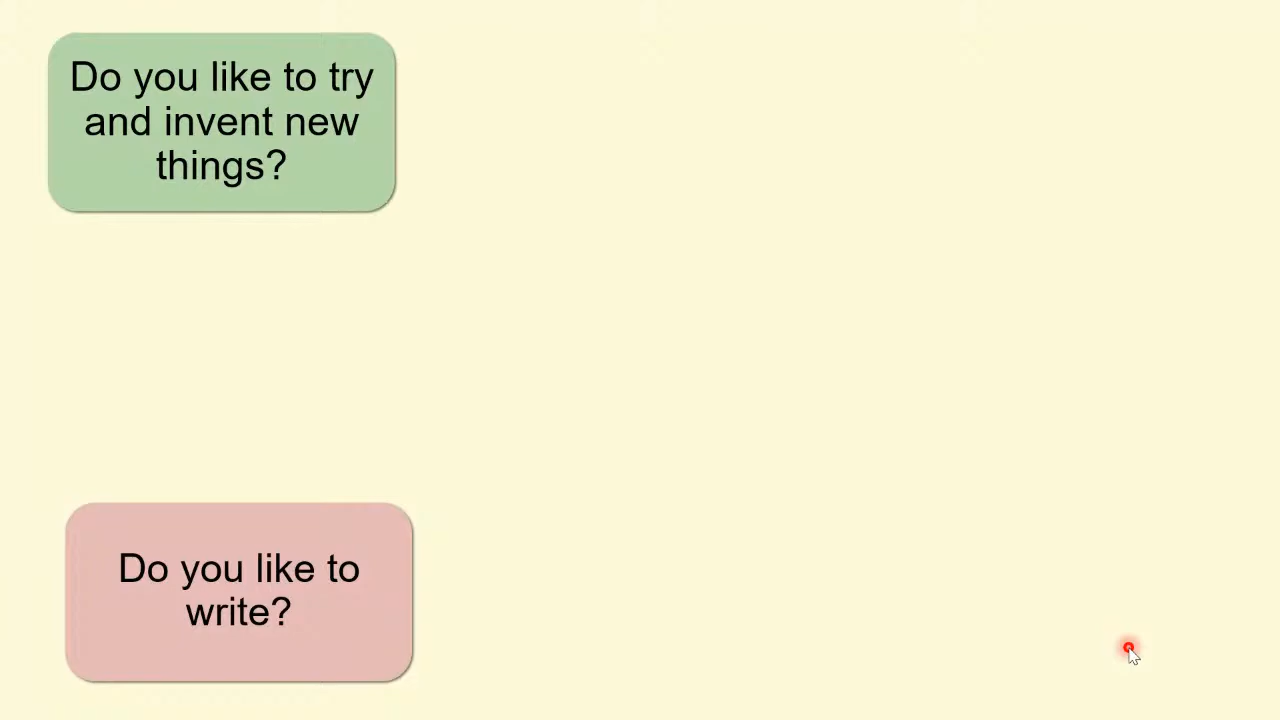 Do you like to try
and invent new
things?
Do you like to
write?